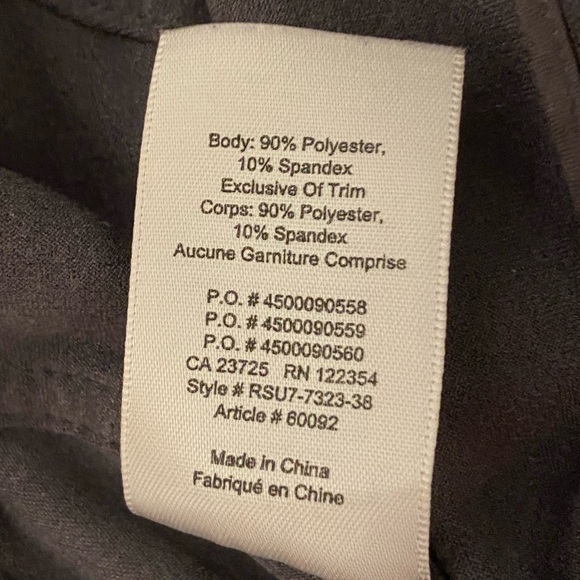 Body: 90% Polyester,
10% Spandex
Exclusive Of Trim
Corps: 90% Polyester,
10% Spandex
Aucune Garniture Comprise
P.O. # 4500090558
P.O. # 4500090559
P.O. # 4500090560
CA 23725 RN 122354
Style # RSU7-7323-38
Article # 60092
Made in China
Fabriqué en Chine